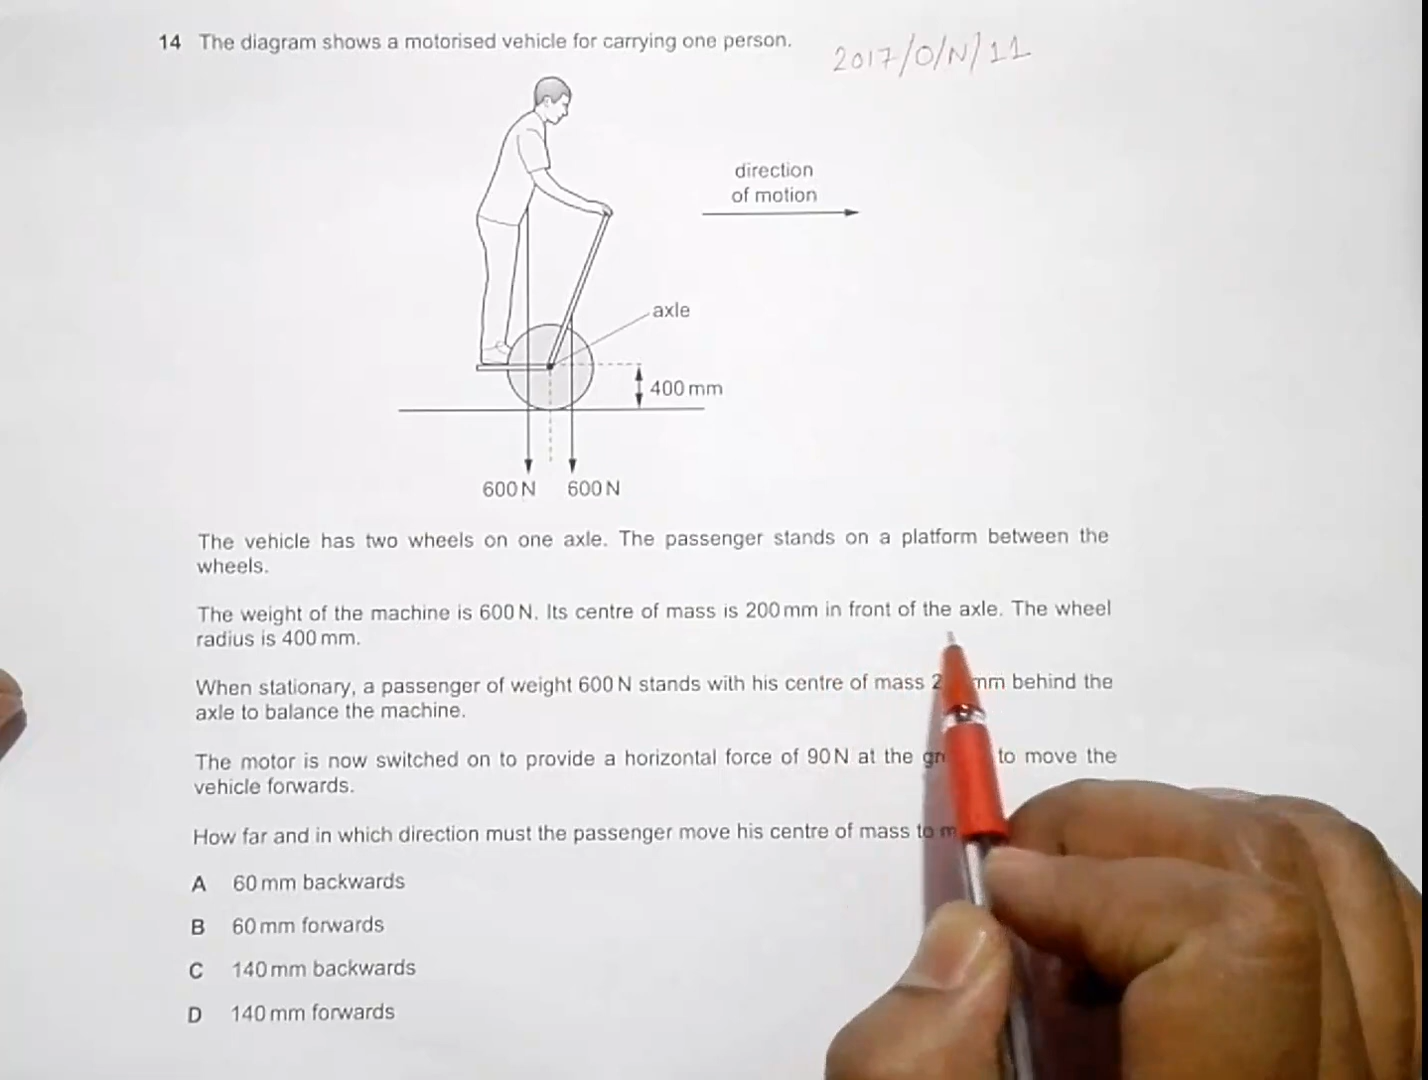 14 The diagram shows a motorised vehicle for carrying one person.
2017/O/N/11
direction
of motion
axle
400 mm
600 N 600 N
The vehicle has two wheels on one axle. The passenger stands on a platform between the
wheels.
The weight of the machine is 600 N. Its centre of mass is 200 mm in front of the axle. The wheel
radius is 400 mm.
When stationary, a passenger of weight 600 N stands with his centre of mass 2 mm behind the
axle to balance the machine.
The motor is now switched on to provide a horizontal force of 90 N at the to move the
vehicle forwards.
How far and in which direction must the passenger move his centre of mass to
A 60 mm backwards
B 60 mm forwards
C 140 mm backwards
D 140 mm forwards